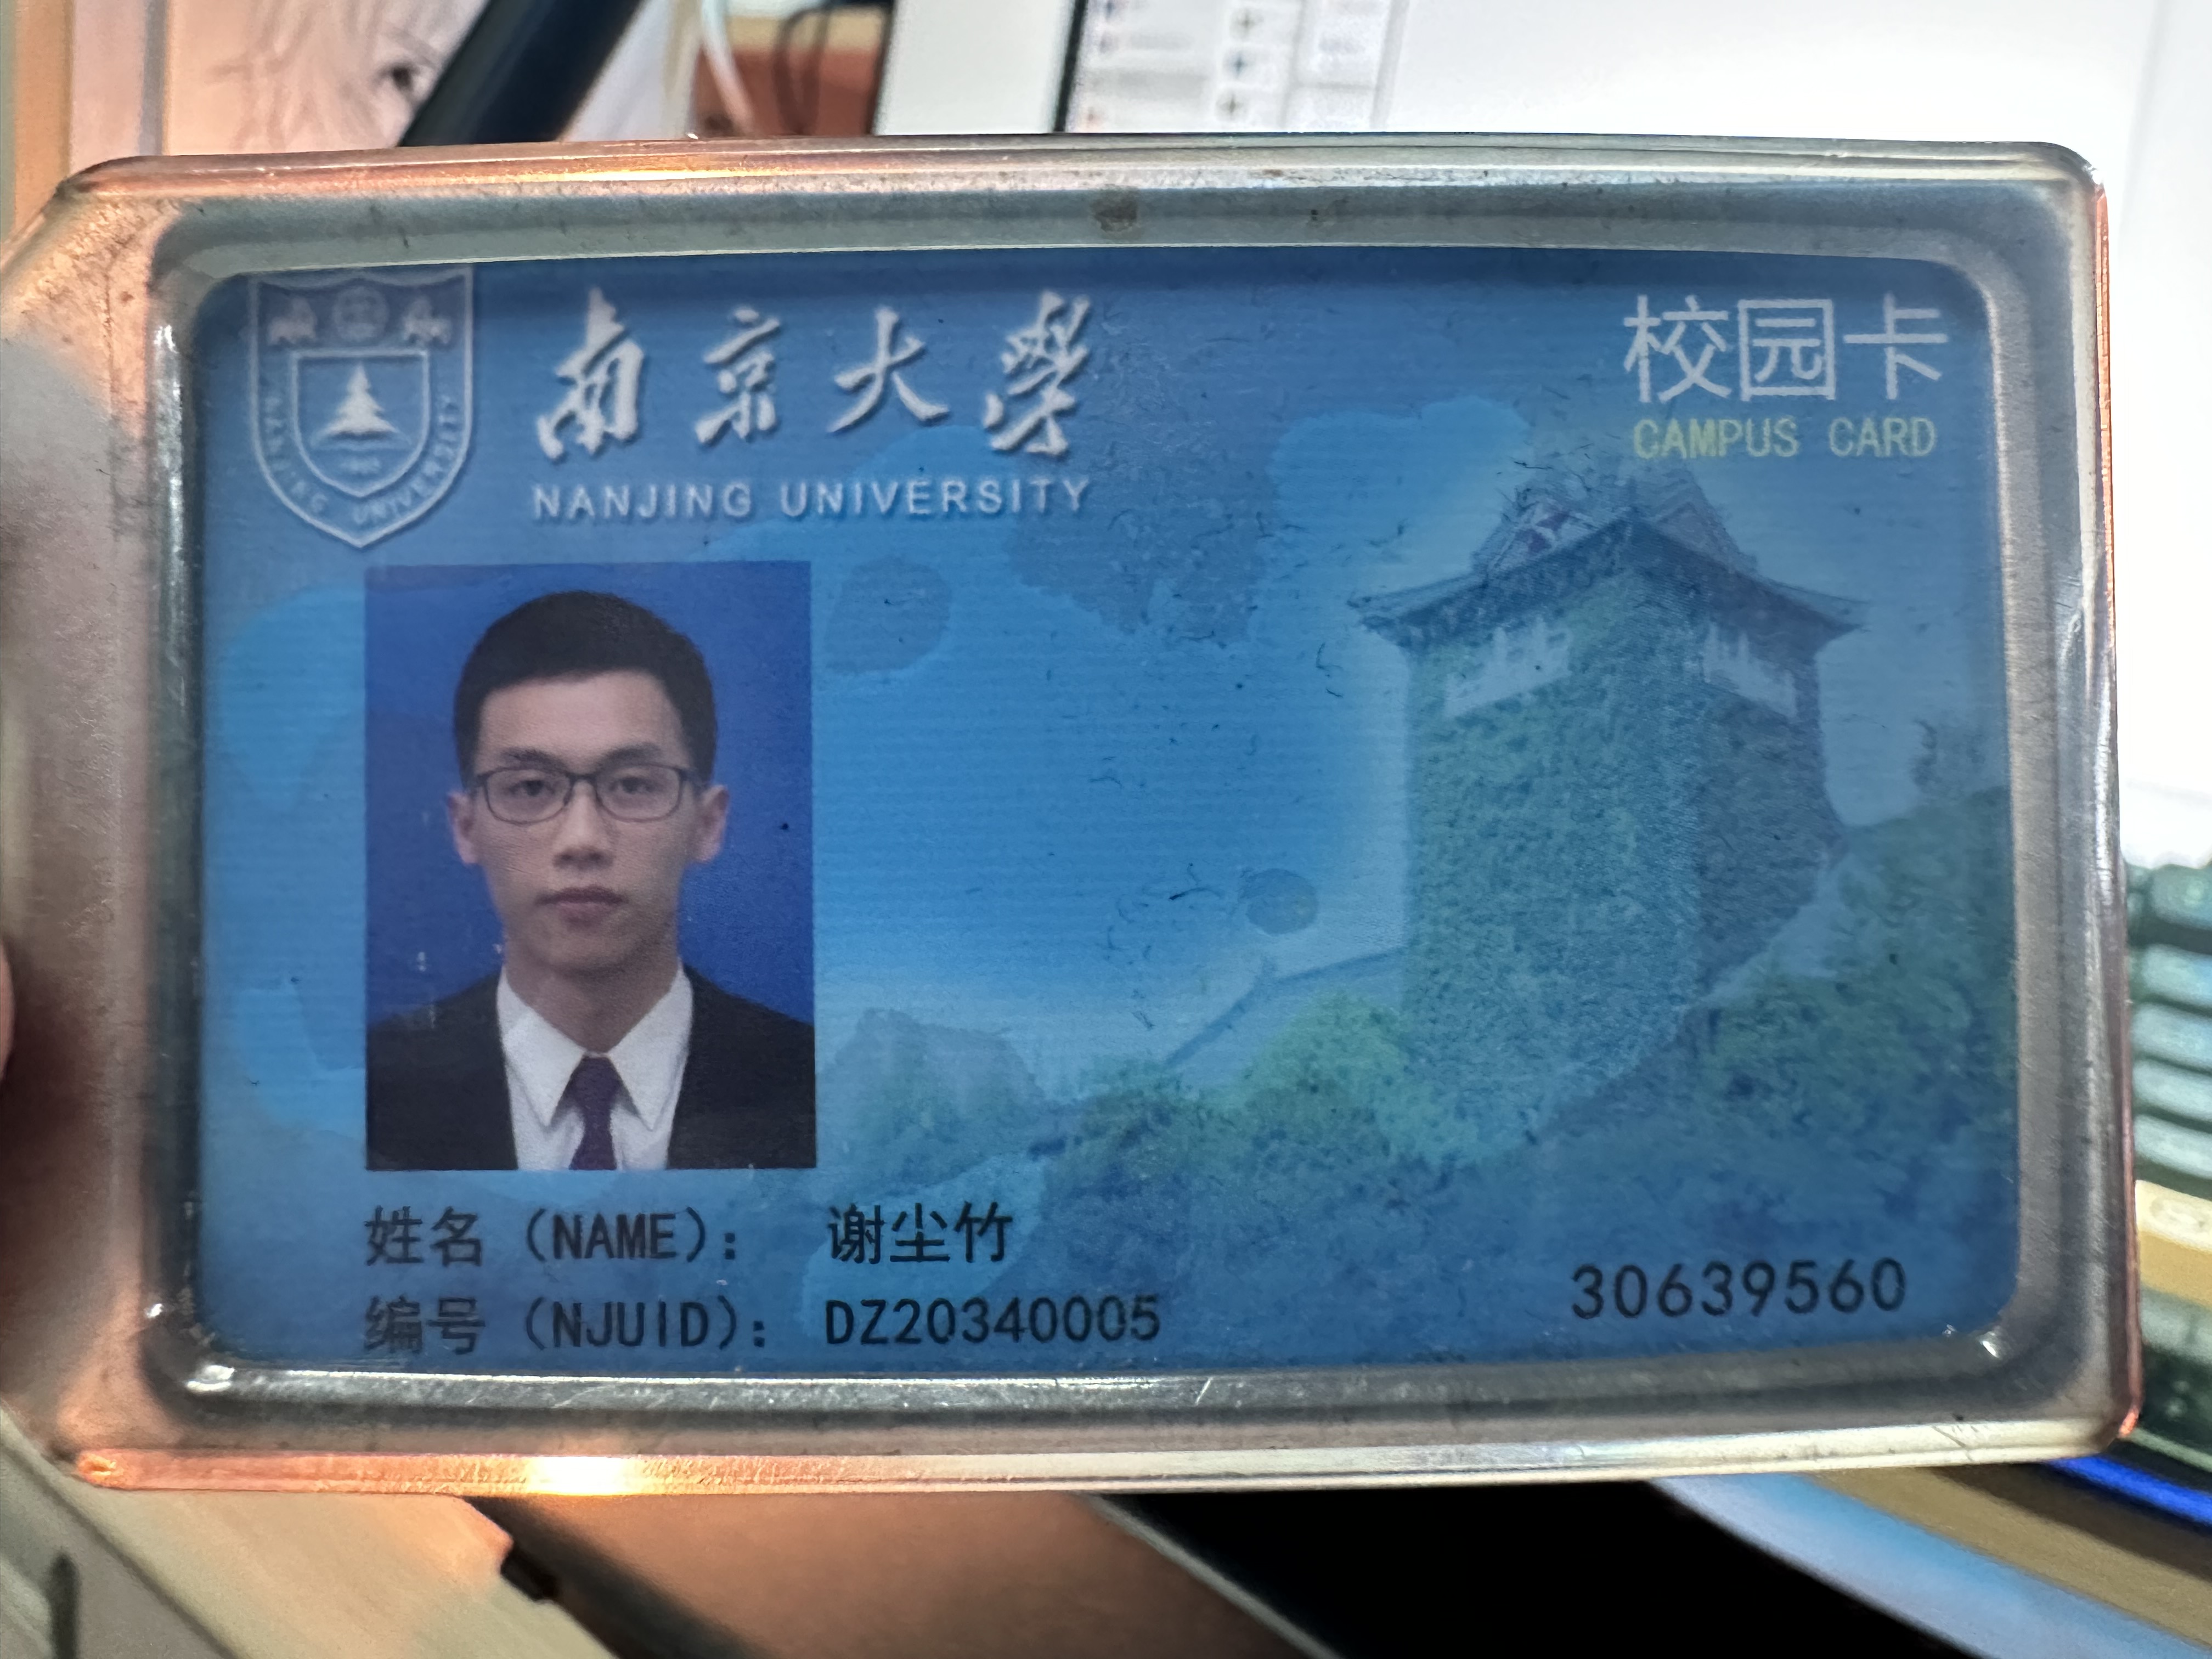 南京大学
NANJING UNIVERSITY
校园卡
CAMPUS CARD
NANJING UNIVERSITY
姓名（NAME）： 谢尘竹
编号（NJUID）： DZ20340005
30639560